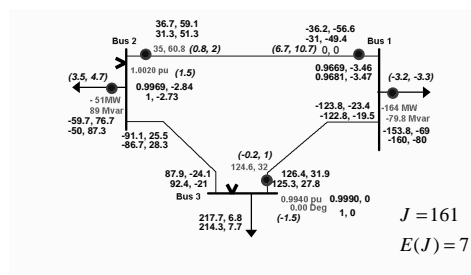 36.7, 59.1
31.3, 51.3
-36.2, -56.6
-31, -49.4
Bus 2
Bus 1
35, 60.8 (0.8, 2)
(6.7, 10.7) 0, 0
1.0020 pu (1.5)
0.9669, -3.46
0.9681, -3.47
(3.5, 4.7)
0.9969, -2.84
1, -2.73
(-3.2, -3.3)
- 51MW
89 Mvar
-164 MW
-79.8 Mvar
-59.7, 76.7
-50, 87.3
-123.8, -23.4
-122.8, -19.5
-153.8, -69
-160, -80
-91.1, 25.5
-86.7, 28.3
(-0.2, 1)
124.6, 32
87.9, -24.1
92.4, -21
126.4, 31.9
125.3, 27.8
Bus 3
0.9940 pu
0.00 Deg
0.9990, 0
1, 0
(-1.5)
217.7, 6.8
214.3, 7.7
J = 161
E(J) = 7